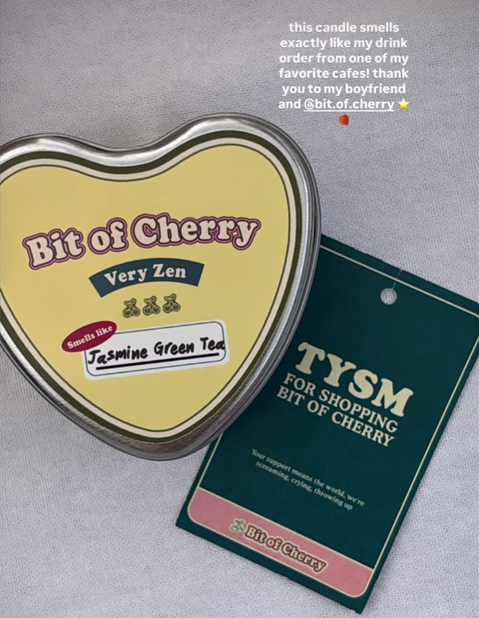 this candle smells
exactly like my drink
order from one of my
favorite cafes! thank
you to my boyfriend
and @bit.of.cherry ⭐
🍓
Bit of Cherry
Very Zen
Smells like
Jasmine Green Tea
TYSM
FOR SHOPPING
BIT OF CHERRY
Your support means the world, we're
screaming, crying, throwing up
Bit of Cherry